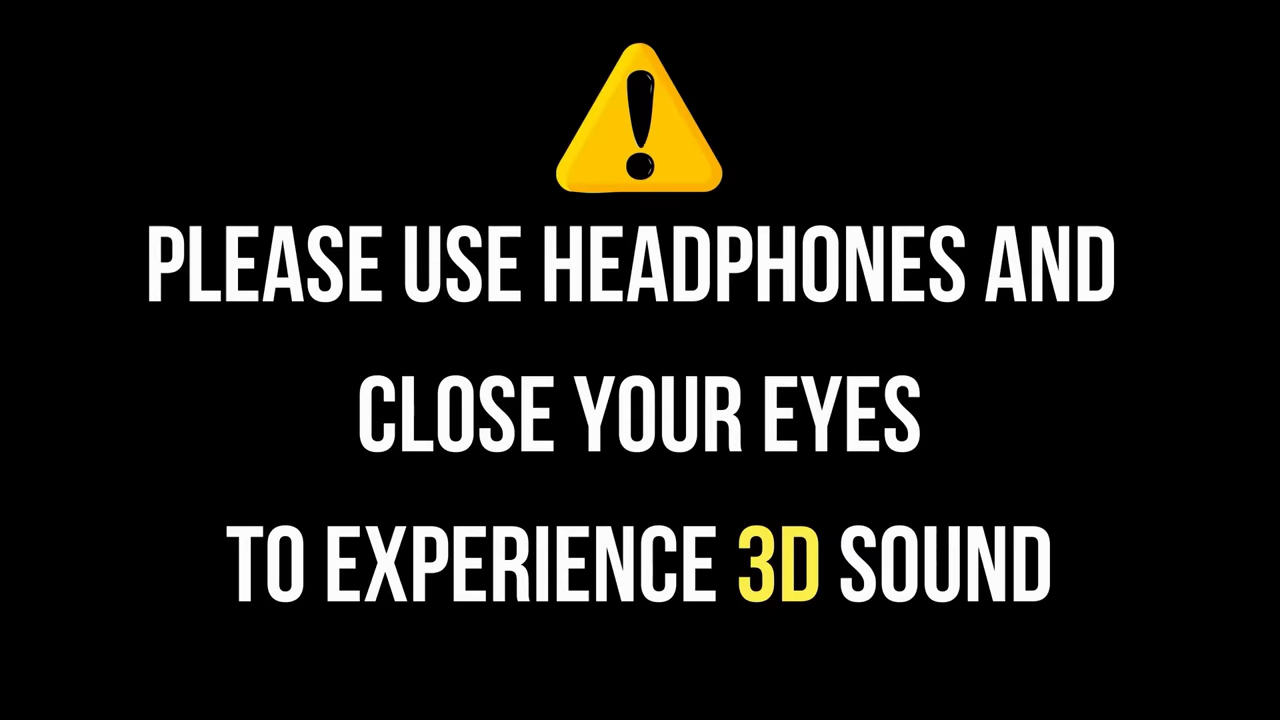 PLEASE USE HEADPHONES AND
CLOSE YOUR EYES
TO EXPERIENCE 3D SOUND